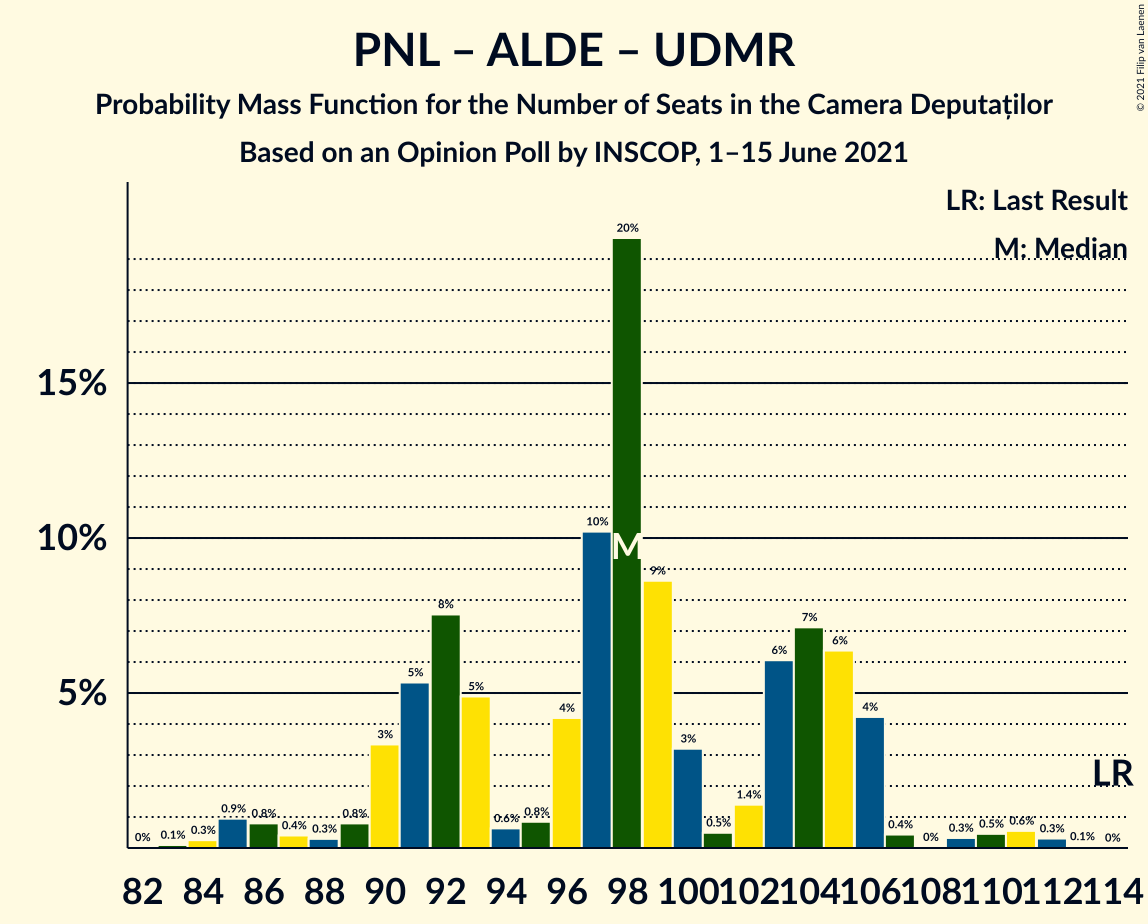 PNL – ALDE – UDMR
Probability Mass Function for the Number of Seats in the Camera Deputaților
Based on an Opinion Poll by INSCOP, 1–15 June 2021
© 2021 Filip van Laenen
LR: Last Result
M: Median
15%
10%
5%
0% 0.1% 0.3% 0.9% 0.8% 0.4% 0.3% 0.8% 3% 5% 8% 5% 0.6% 0.8% 4% 10% 20% 9% 3% 0.5% 1.4% 6% 7% 6% 4% 0.4% 0% 0.3% 0.5% 0.6% 0.3% 0.1% 0%
M
LR
82 84 86 88 90 92 94 96 98 100 102 104 106 108 110 112 114